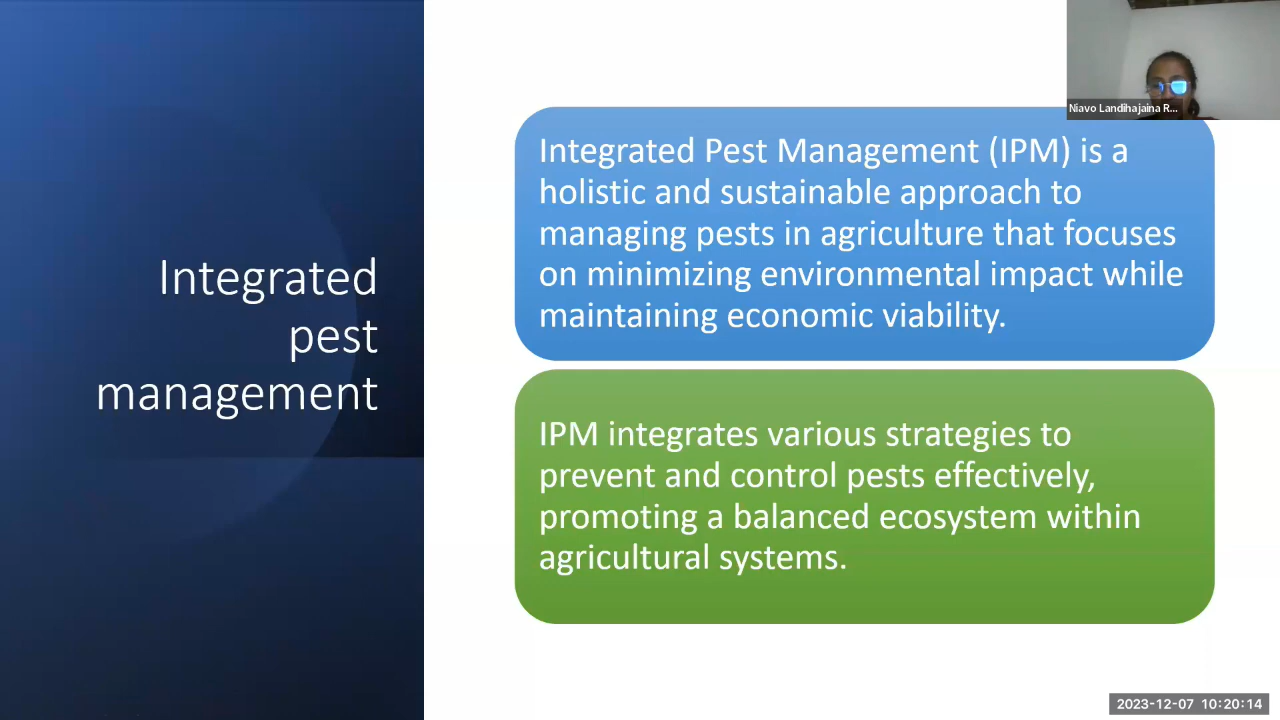 Integrated
pest
management
Integrated Pest Management (IPM) is a
holistic and sustainable approach to
managing pests in agriculture that focuses
on minimizing environmental impact while
maintaining economic viability.
IPM integrates various strategies to
prevent and control pests effectively,
promoting a balanced ecosystem within
agricultural systems.
Niavo Landihajaina R...
2023-12-07 10:20:14